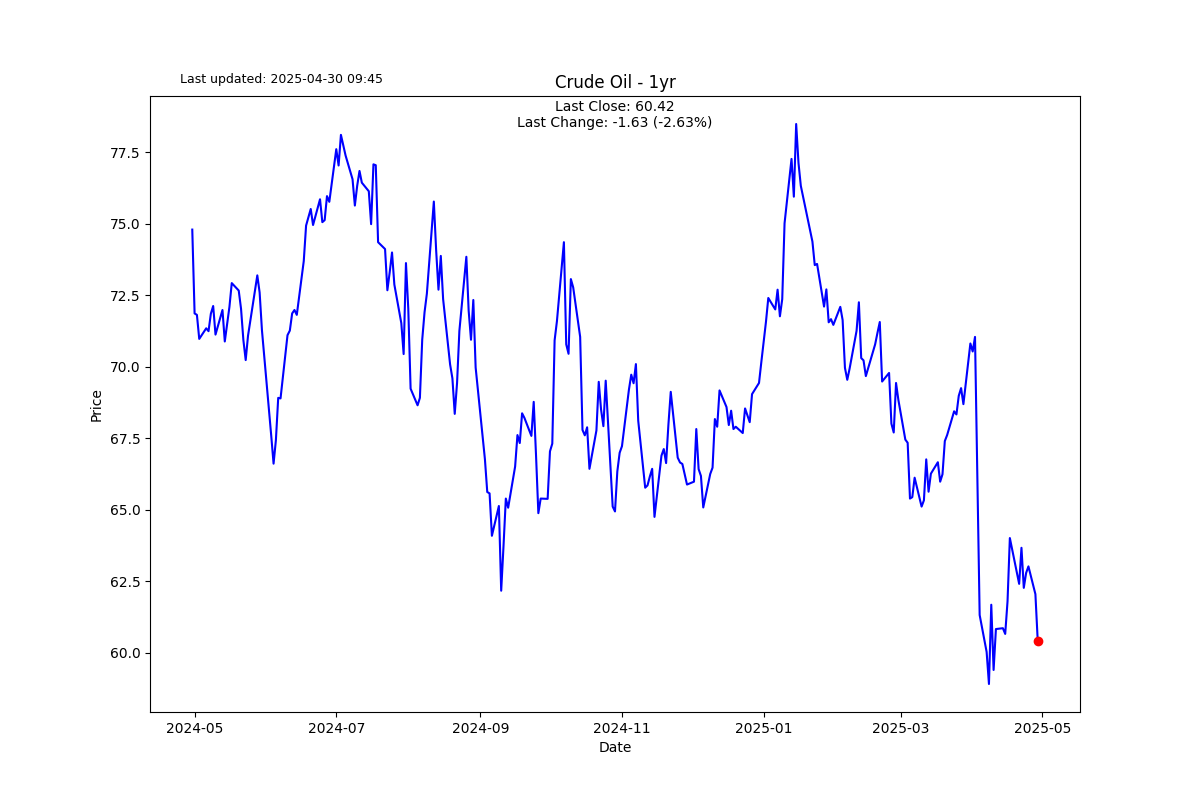 Last updated: 2025-04-30 09:45
Crude Oil - 1yr
Last Close: 60.42
Last Change: -1.63 (-2.63%)
77.5
75.0
72.5
70.0
67.5
65.0
62.5
60.0
Price
2024-05 2024-07 2024-09 2024-11 2025-01 2025-03 2025-05
Date